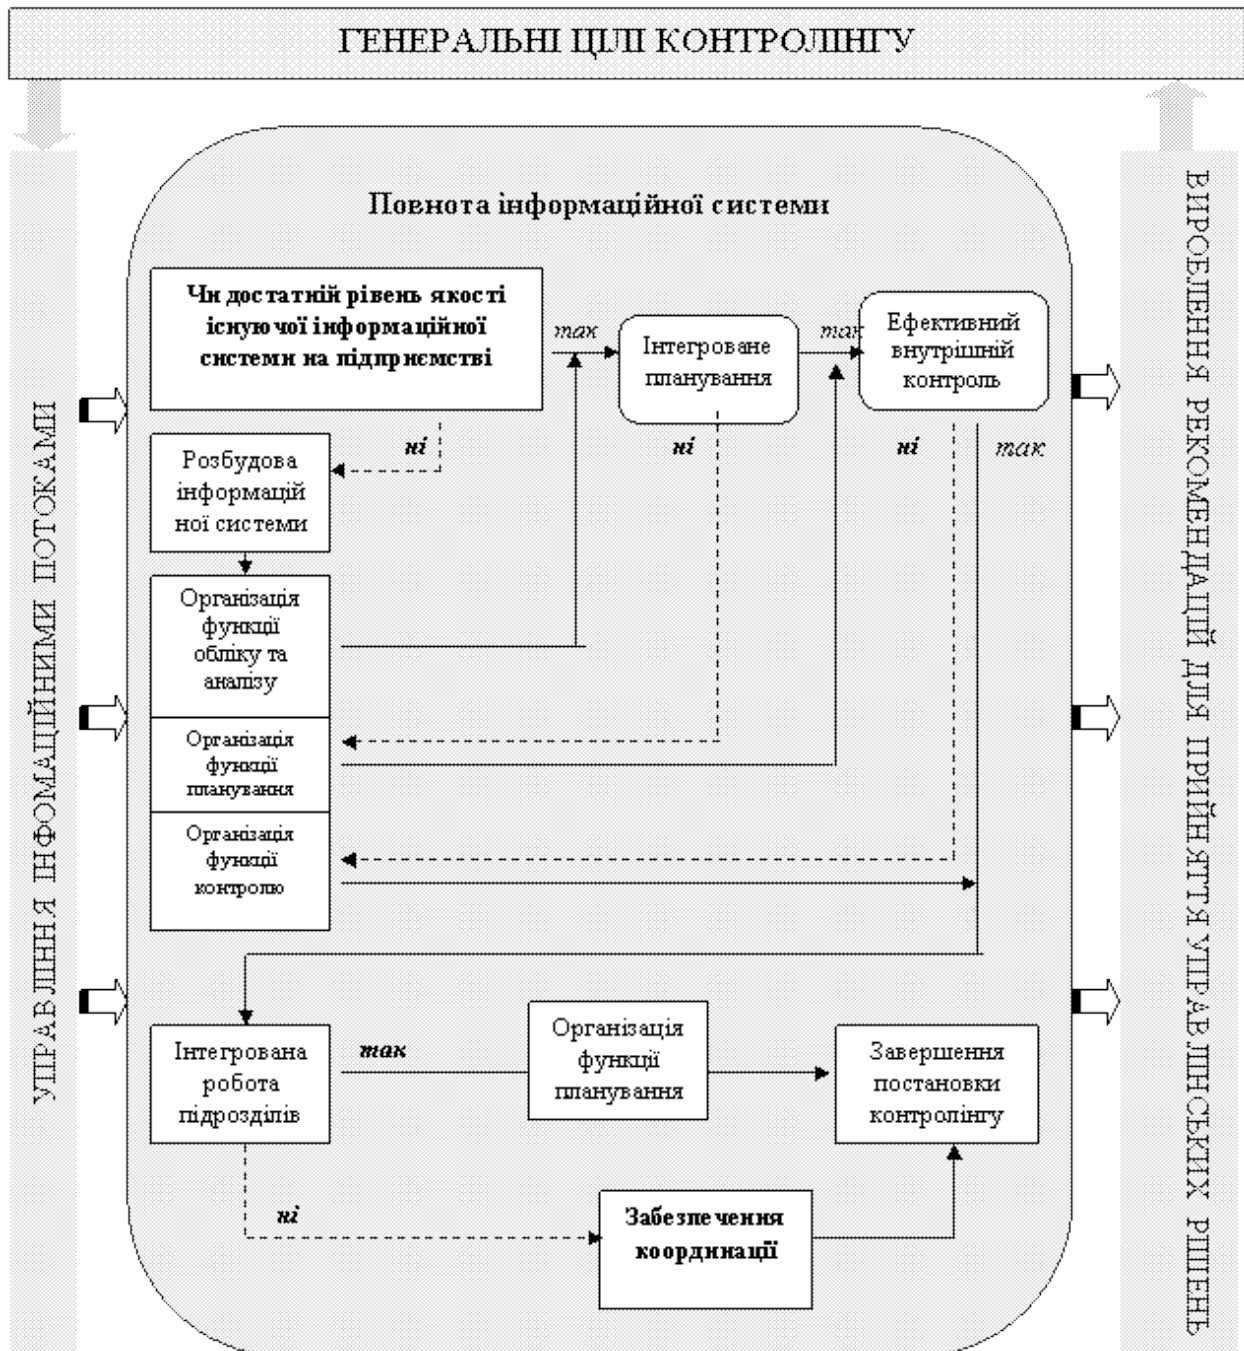 ГЕНЕРАЛЬНІ ЦІЛІ КОНТРОЛІНГУ
УПРАВЛІННЯ ІНФОМАЦІЙНИМИ ПОТОКАМИ
Повнота інформаційної системи
Чи достатній рівень якості
існуючої інформаційної
системи на підприємстві
так
Інтегроване
планування
так
Ефективний
внутрішній
контроль
ні
ні
ні
так
Розбудова
інформацій
ної системи
Організація
функції
обліку та
аналізу
Організація
функції
планування
Організація
функції
контролю
Інтегрована
робота
підрозділів
так
Організація
функції
планування
Завершення
постановки
контролінгу
ні
Забезпечення
координації
ВИРОБЛЕННЯ РЕКОМЕНДАЦІЙ ДЛЯ ПРИЙНЯТТЯ УПРАВЛІНСЬКИХ РІШЕНЬ